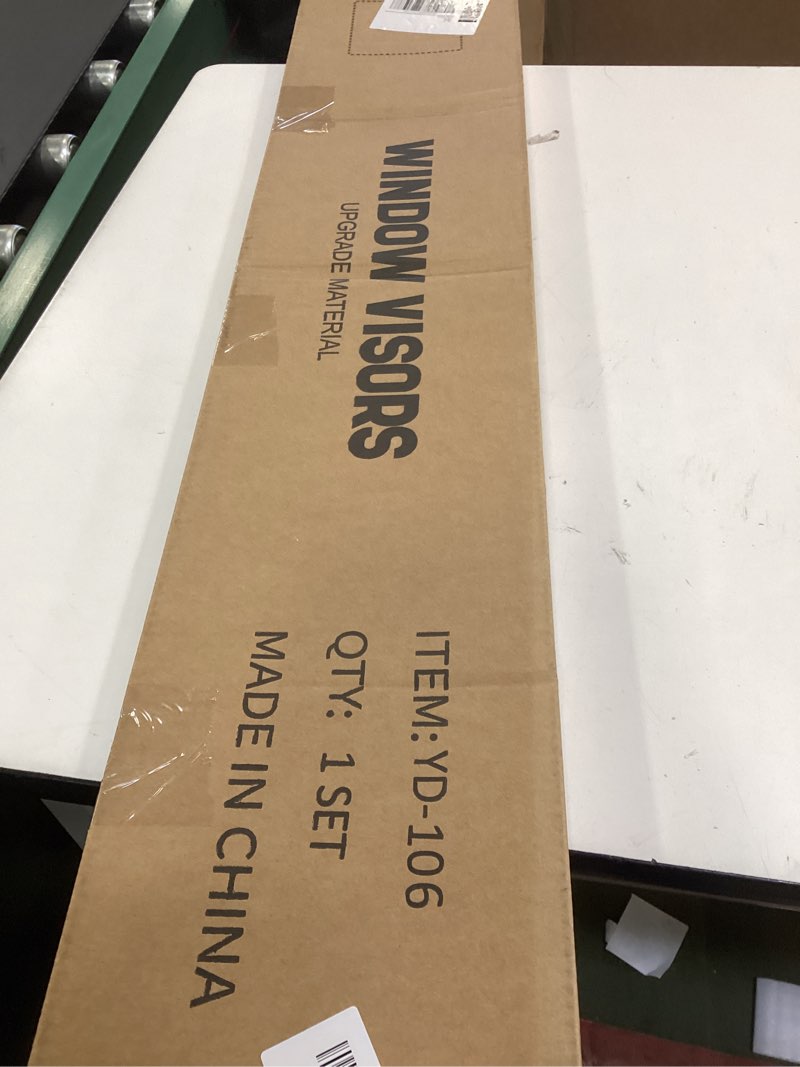 WINDOW VISORS
UPGRADE MATERIAL
ITEM: YD-106
QTY: 1 SET
MADE IN CHINA